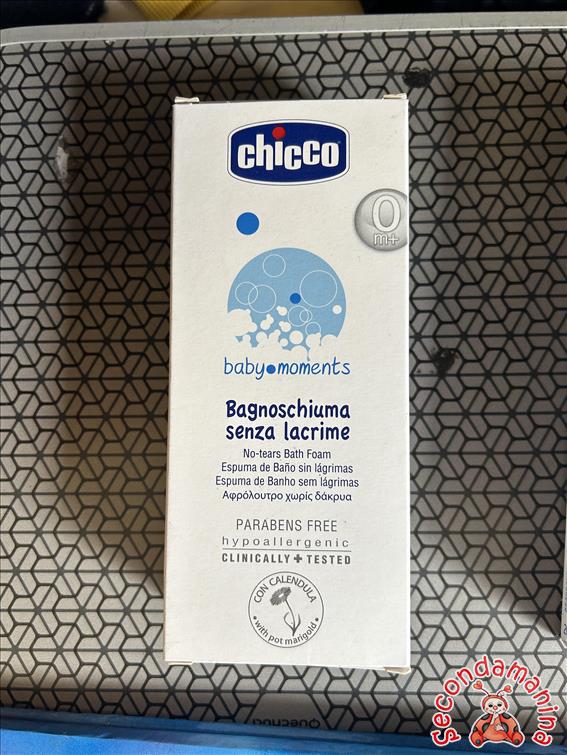 chicco
0
m+
baby moments
Bagnoschiuma
senza lacrime
No-tears Bath Foam
Espuma de Baño sin lágrimas
Espuma de Banho sem lágrimas
Αφρόλουτρο χωρίς δάκρυα
PARABENS FREE
hypoallergenic
CLINICALLY + TESTED
CON CALENDULA
• with pot marigold •
Quechua
Secondamanina